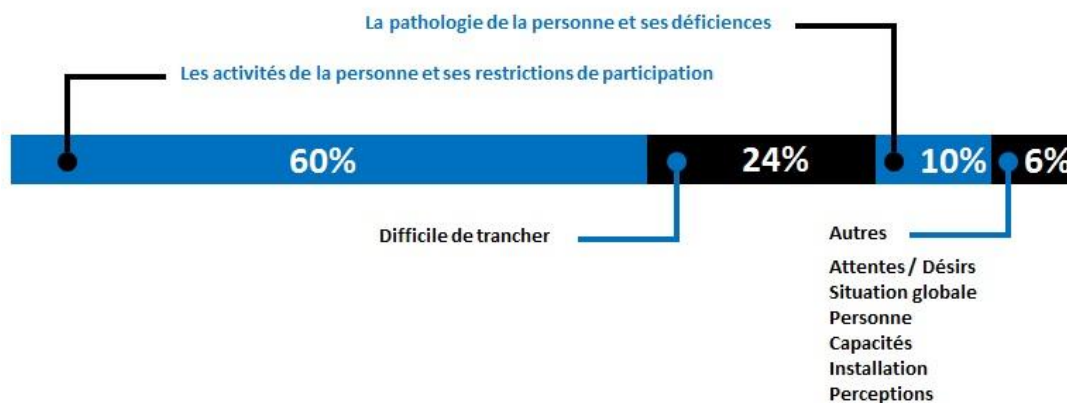 La pathologie de la personne et ses déficiences
Les activités de la personne et ses restrictions de participation
60%
24%
10%
6%
Difficile de trancher
Autres
Attentes / Désirs
Situation globale
Personne
Capacités
Installation
Perceptions